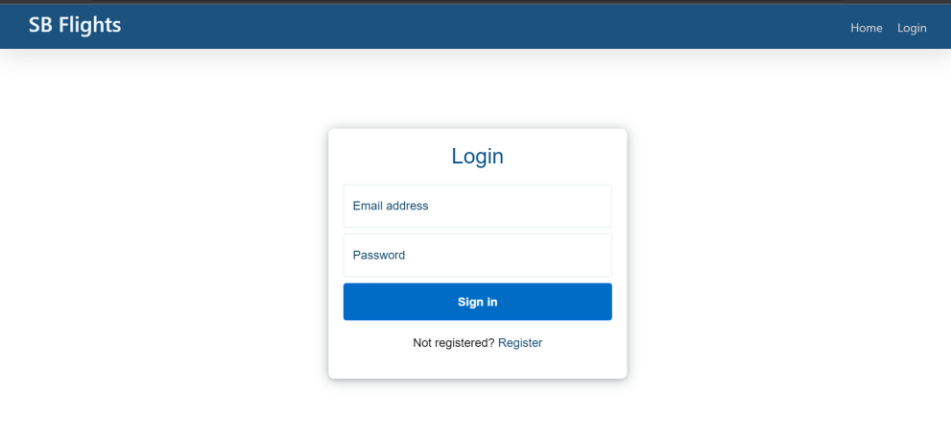 SB Flights
Home Login
Login
Email address
Password
Sign in
Not registered? Register